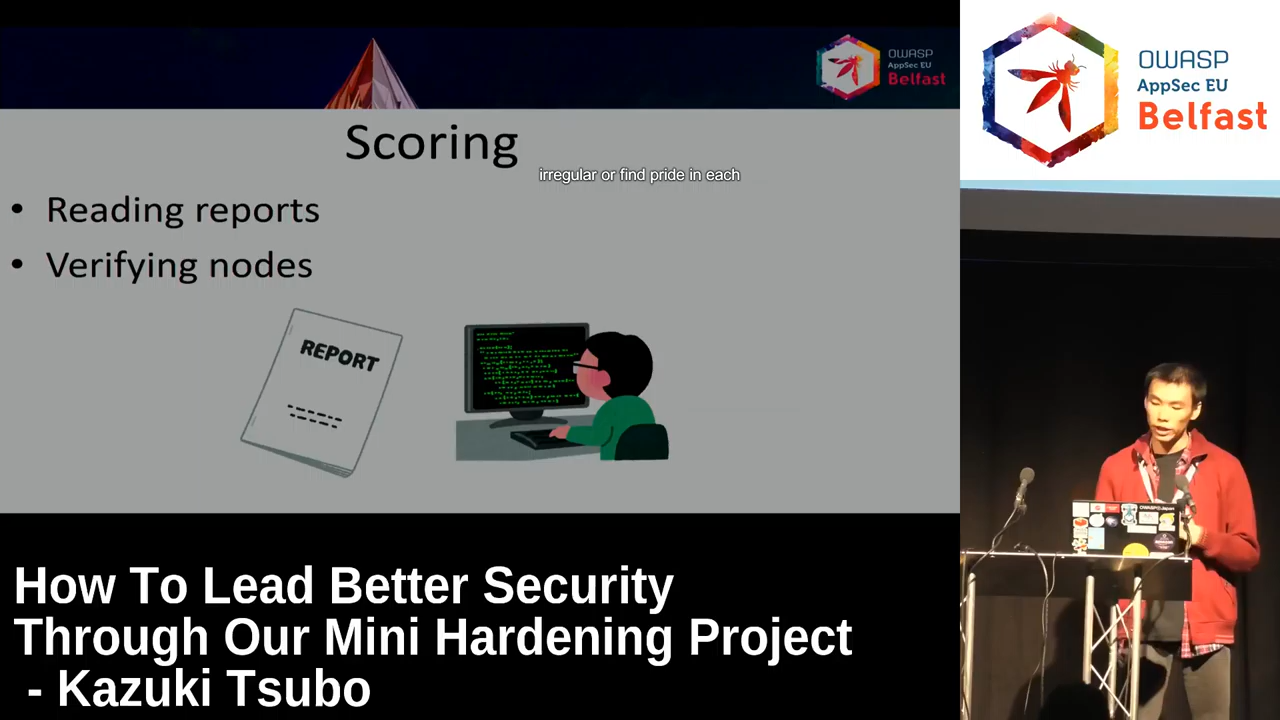 OWASP
AppSec EU
Belfast
Scoring
irregular or find pride in each
• Reading reports
• Verifying nodes
REPORT
How To Lead Better Security
Through Our Mini Hardening Project
- Kazuki Tsubo
OWASP
AppSec EU
Belfast